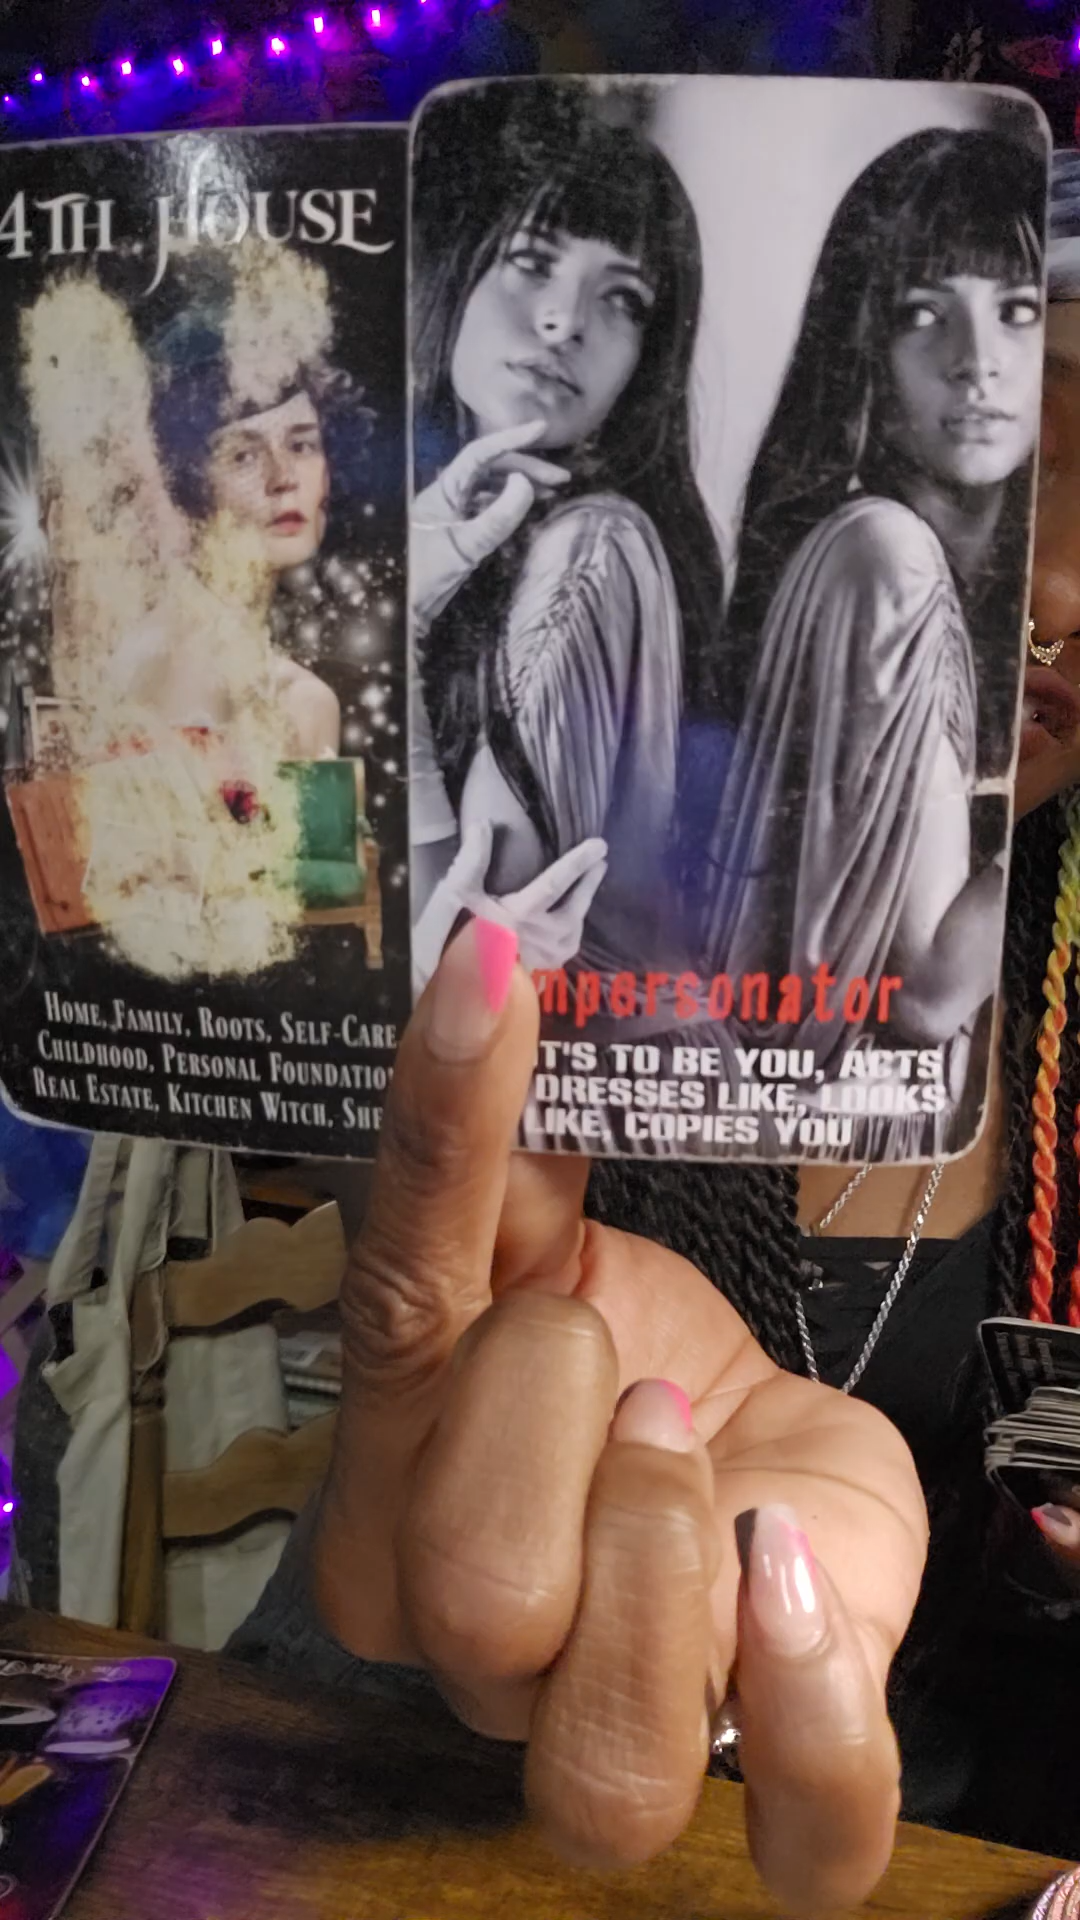 4TH HOUSE
HOME, FAMILY, ROOTS, SELF-CARE
CHILDHOOD, PERSONAL FOUNDATIO
REAL ESTATE, KITCHEN WITCH, SHE
mpersonator
T'S TO BE YOU, ACTS
DRESSES LIKE, LOOKS
LIKE, COPIES YOU